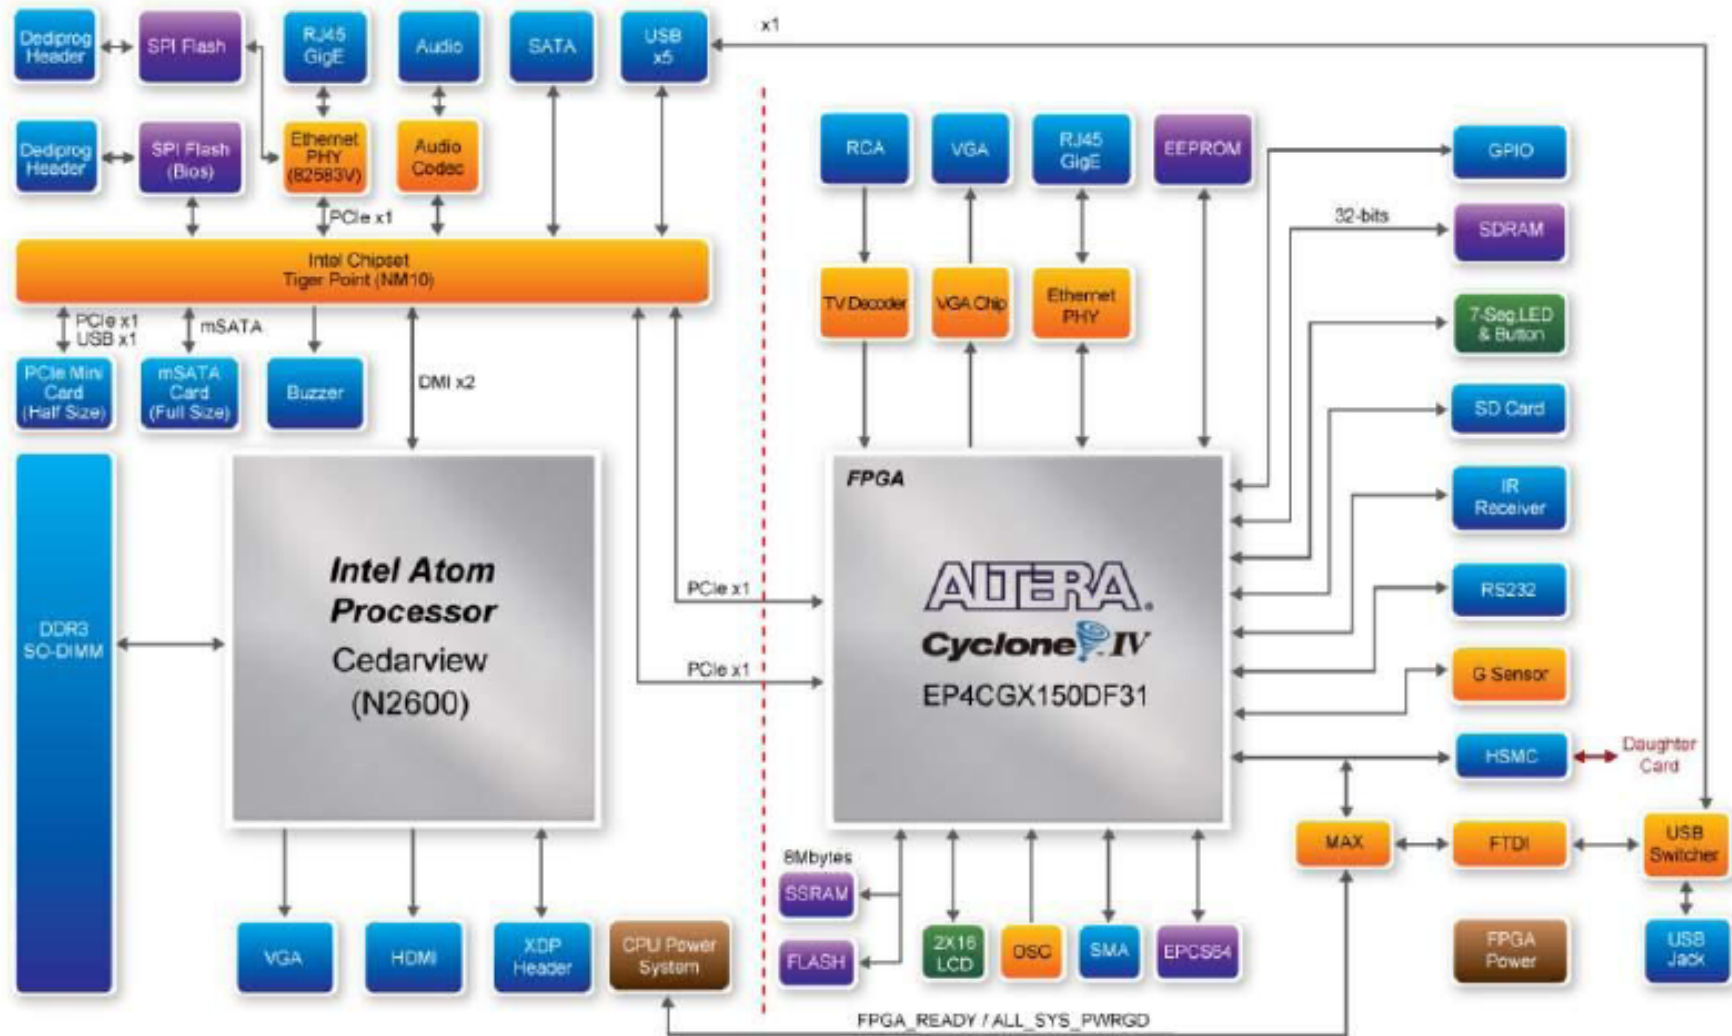 Dediprog
Header
SPI Flash
RJ45
GigE
Audio
SATA
USB
x5
x1
Dediprog
Header
SPI Flash
(Bios)
Ethernet
PHY
(82583V)
Audio
Codec
PCIe x1
Intel Chipset
Tiger Point (NM10)
PCIe x1
USB x1
mSATA
DMI x2
PCIe Mini
Card
(Half Size)
mSATA
Card
(Full Size)
Buzzer
DDR3
SO-DIMM
Intel Atom
Processor
Cedarview
(N2600)
VGA
HDMI
XDP
Header
CPU Power
System
PCIe x1
PCIe x1
RCA
VGA
RJ45
GigE
EEPROM
TV Decoder
VGA Chip
Ethernet
PHY
FPGA
ALTERA
Cyclone IV
EP4CGX150DF31
GPIO
32-bits
SDRAM
7-Seg,LED
& Button
SD Card
IR
Receiver
RS232
G Sensor
HSMC
Daughter
Card
MAX
FTDI
USB
Switcher
8Mbytes
SSRAM
FLASH
2X16
LCD
OSC
SMA
EPCS64
FPGA
Power
USB
Jack
FPGA_READY / ALL_SYS_PWRGD